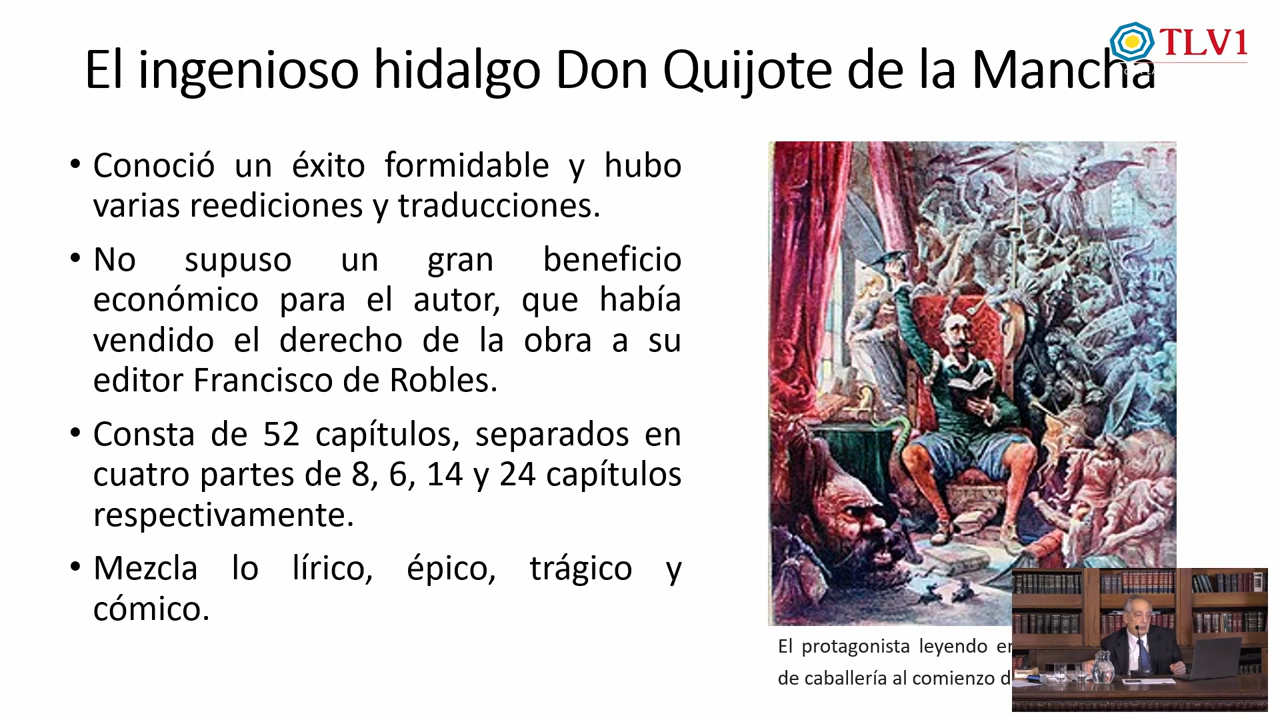 El ingenioso hidalgo Don Quijote de la Mancha
TLV1
• Conoció un éxito formidable y hubo
varias reediciones y traducciones.
• No supuso un gran beneficio
económico para el autor, que había
vendido el derecho de la obra a su
editor Francisco de Robles.
• Consta de 52 capítulos, separados en
cuatro partes de 8, 6, 14 y 24 capítulos
respectivamente.
• Mezcla lo lírico, épico, trágico y
cómico.
El protagonista leyendo
de caballería al comienzo